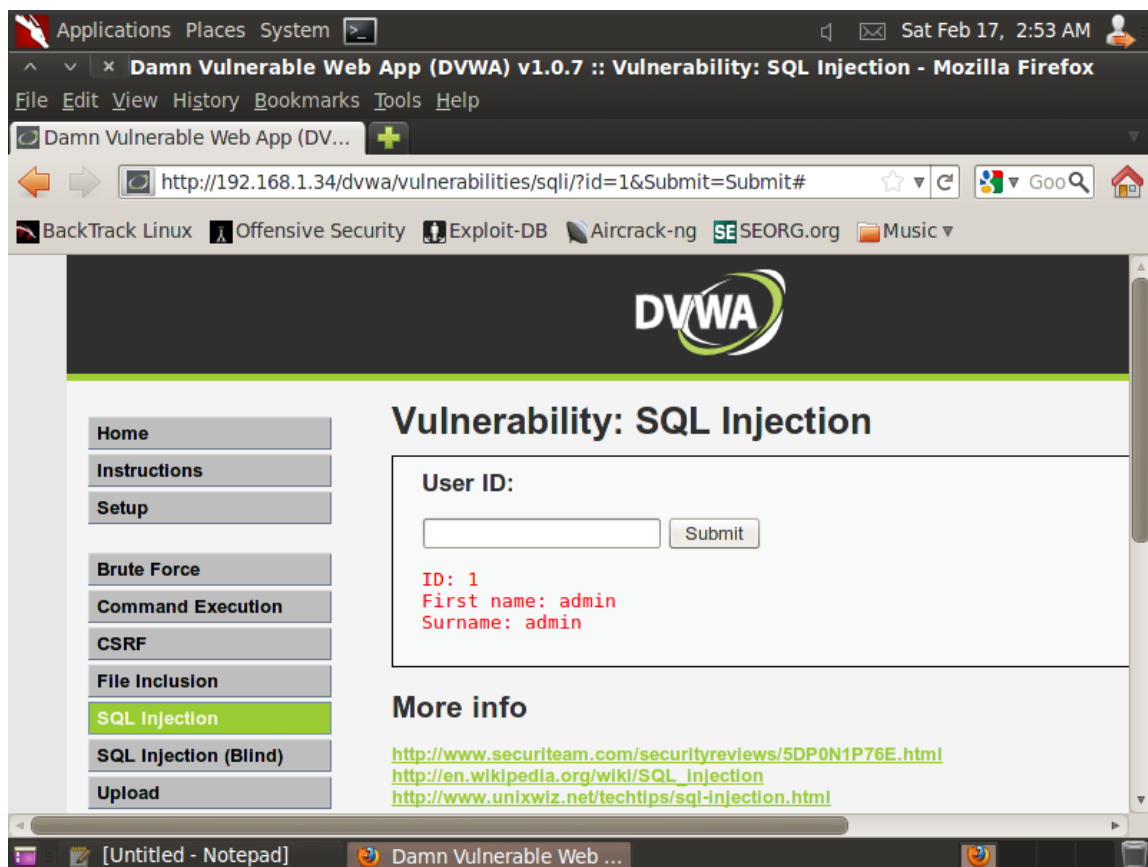 Applications Places System
Sat Feb 17, 2:53 AM
Damn Vulnerable Web App (DVWA) v1.0.7 :: Vulnerability: SQL Injection - Mozilla Firefox
File Edit View History Bookmarks Tools Help
Damn Vulnerable Web App (DV...
http://192.168.1.34/dvwa/vulnerabilities/sqli/?id=1&Submit=Submit#
Goo
BackTrack Linux Offensive Security Exploit-DB Aircrack-ng SE SEORG.org Music
DVWA
Home
Instructions
Setup
Brute Force
Command Execution
CSRF
File Inclusion
SQL Injection
SQL Injection (Blind)
Upload
Vulnerability: SQL Injection
User ID:
Submit
ID: 1
First name: admin
Surname: admin
More info
http://www.securiteam.com/securityreviews/5DP0N1P76E.html
http://en.wikipedia.org/wiki/SQL_injection
http://www.unixwiz.net/techtips/sql-injection.html
[Untitled - Notepad]
Damn Vulnerable Web ...